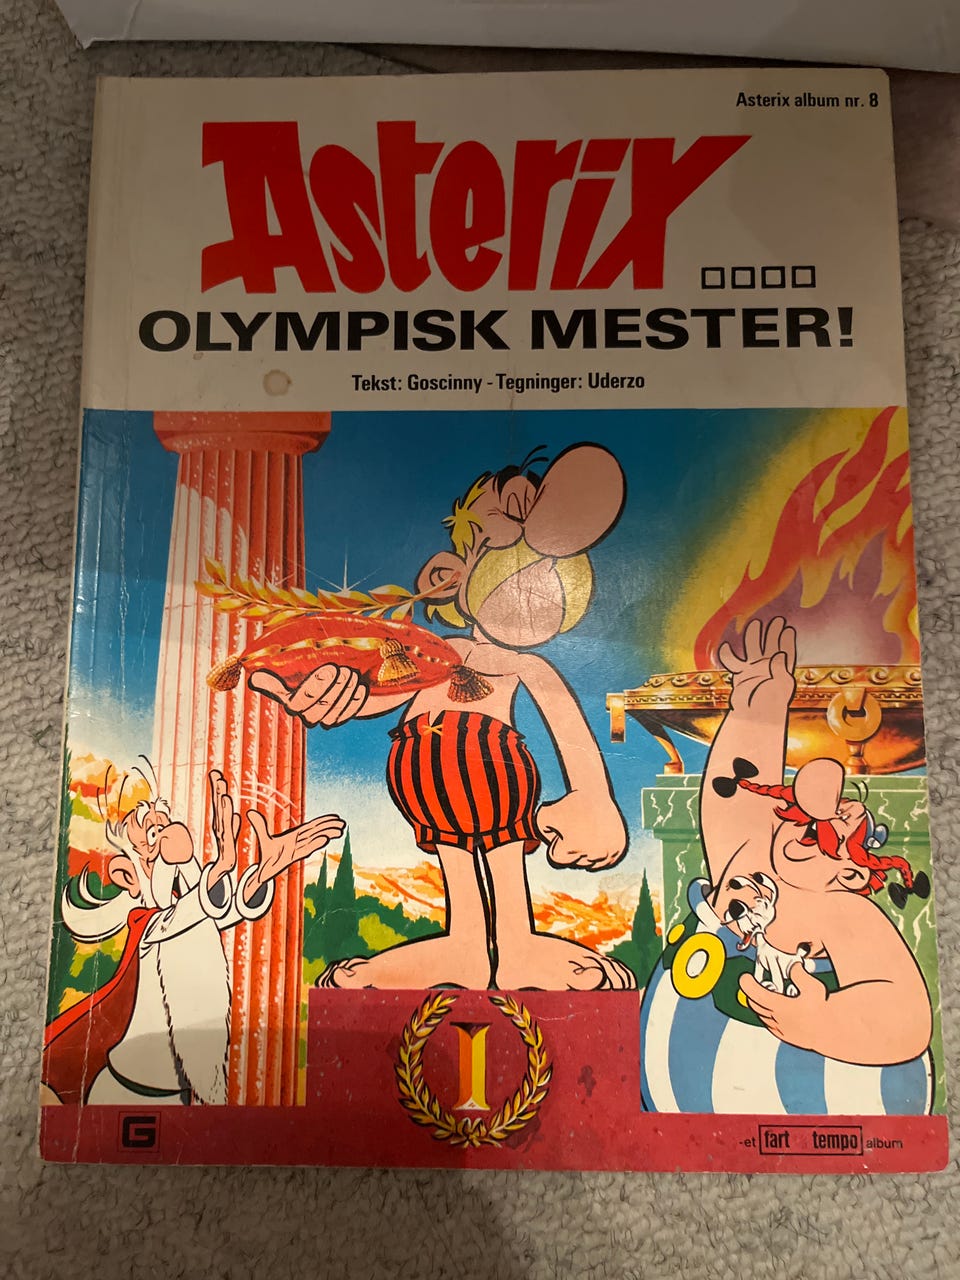 Asterix album nr. 8
Asterix
OLYMPISK MESTER!
Tekst: Goscinny - Tegninger: Uderzo
I
G
-et fart tempo album